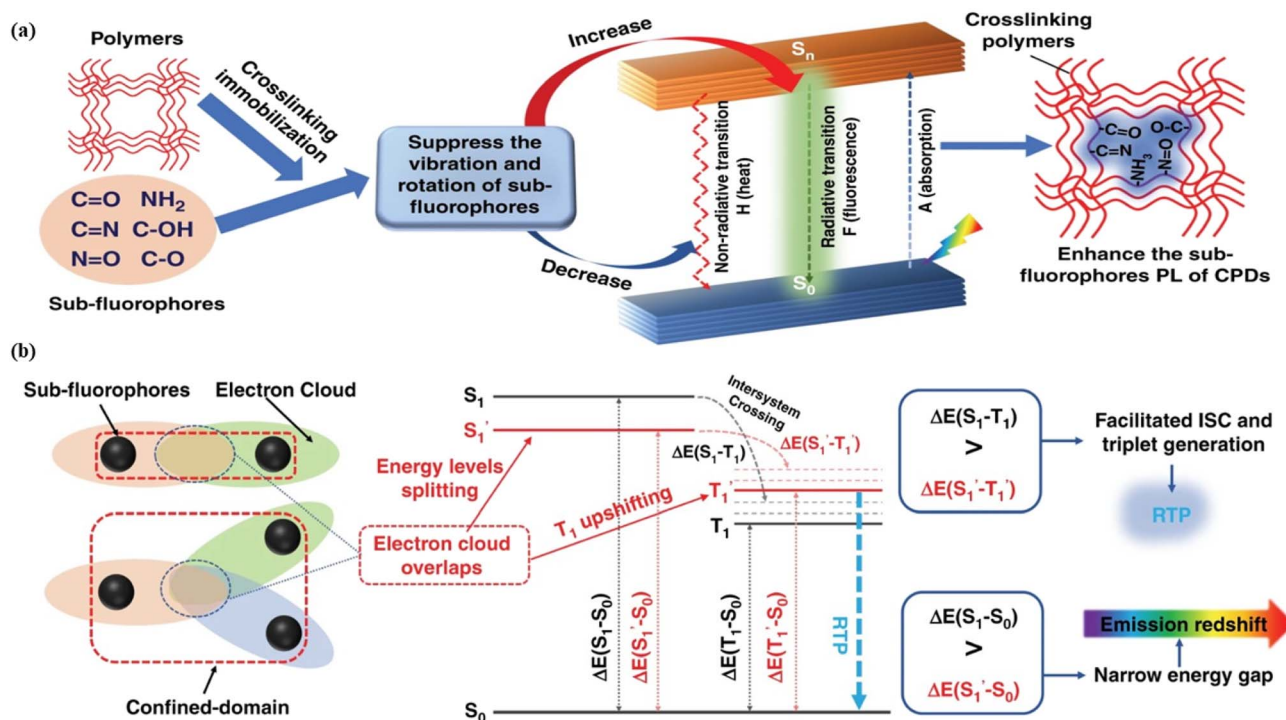 (a)
Polymers
Crosslinking
immobilization
C=O NH₂
C=N C-OH
N=O C-O
Sub-fluorophores
Suppress the
vibration and
rotation of sub-
fluorophores
Increase
Decrease
Sₙ
Non-radiative transition
H (heat)
Radiative transition
F (fluorescence)
A (absorption)
S₀
Crosslinking
polymers
-C=O O-C-
-C=N
-NH₃
-N=O
Enhance the sub-
fluorophores PL of CPDs
(b)
Sub-fluorophores Electron Cloud
Confined-domain
Energy levels
splitting
Electron cloud
overlaps
T₁ upshifting
S₁
S₁'
Intersystem
Crossing
ΔE(S₁-T₁)
ΔE(S₁'-T₁')
T₁'
T₁
ΔE(S₁-S₀)
ΔE(S₁'-S₀)
ΔE(T₁-S₀)
ΔE(T₁'-S₀)
RTP
S₀
ΔE(S₁-T₁)
>
ΔE(S₁'-T₁')
Facilitated ISC and
triplet generation
RTP
ΔE(S₁-S₀)
>
ΔE(S₁'-S₀)
Emission redshift
Narrow energy gap